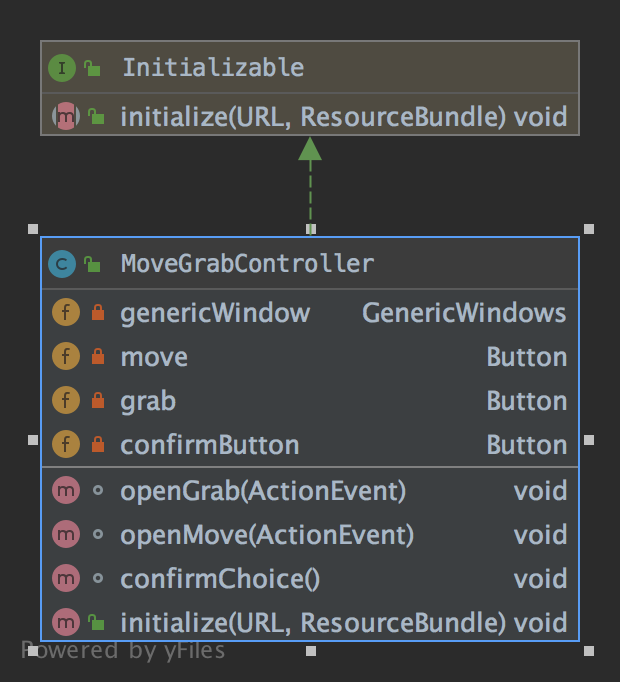 Initializable
initialize(URL, ResourceBundle) void
MoveGrabController
genericWindow GenericWindows
move Button
grab Button
confirmButton Button
openGrab(ActionEvent) void
openMove(ActionEvent) void
confirmChoice() void
initialize(URL, ResourceBundle) void
Powered by yFiles